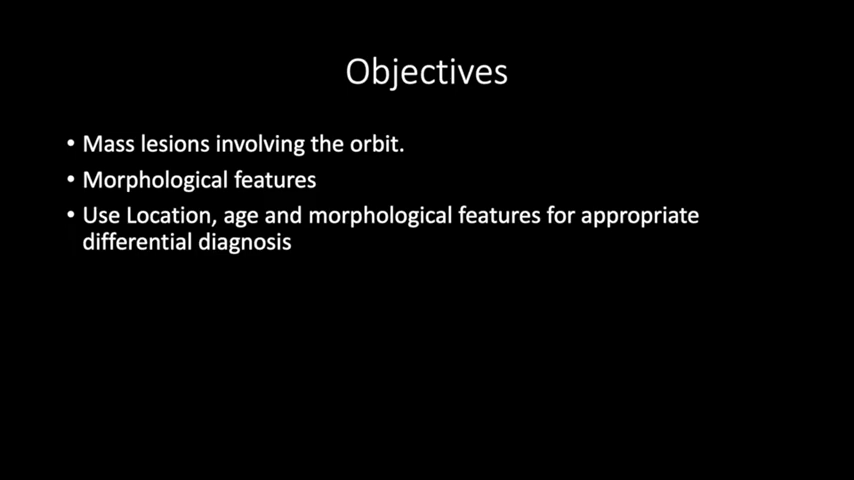 Objectives
• Mass lesions involving the orbit.
• Morphological features
• Use Location, age and morphological features for appropriate
differential diagnosis